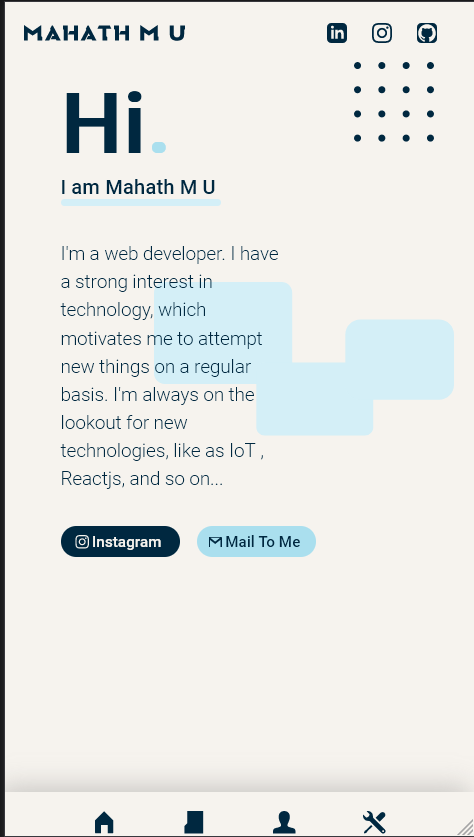 MAHATH M U
Hi.
I am Mahath M U
I'm a web developer. I have
a strong interest in
technology, which
motivates me to attempt
new things on a regular
basis. I'm always on the
lookout for new
technologies, like as IoT ,
Reactjs, and so on...
Instagram
Mail To Me